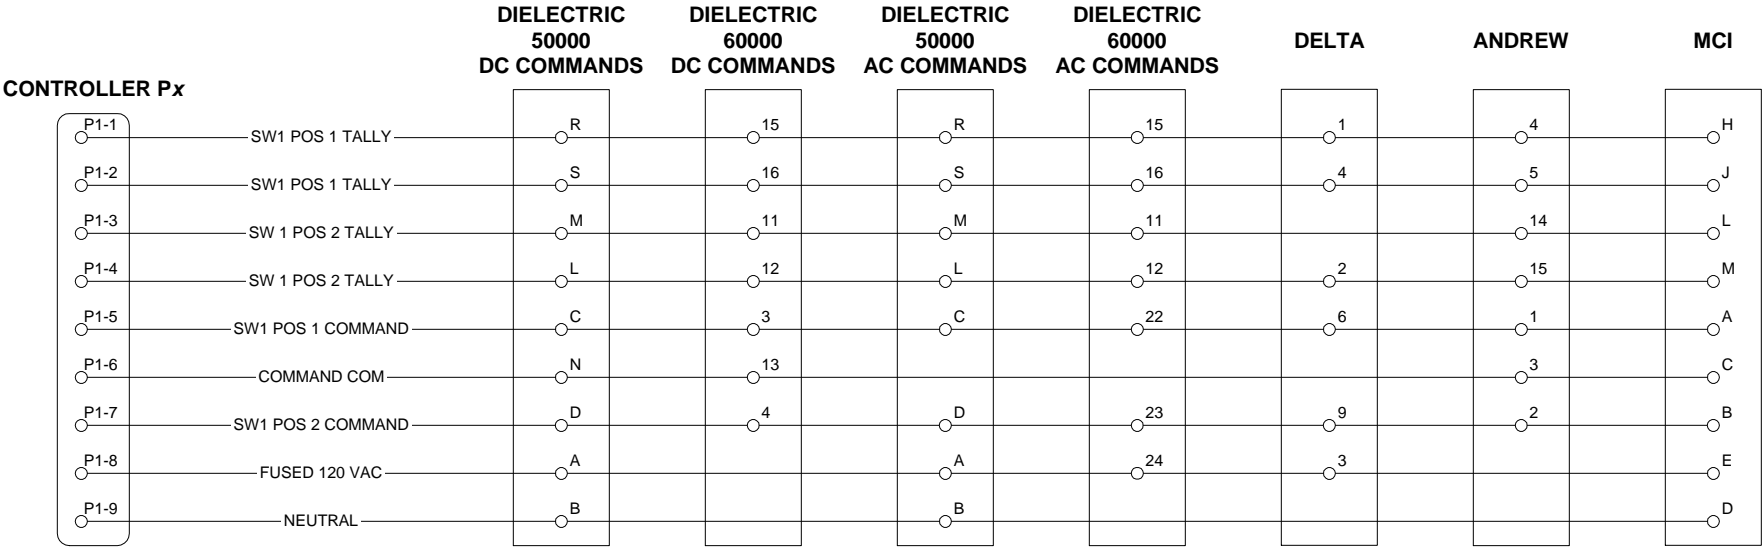 DIELECTRIC
50000
DC COMMANDS
DIELECTRIC
60000
DC COMMANDS
DIELECTRIC
50000
AC COMMANDS
DIELECTRIC
60000
AC COMMANDS
DELTA
ANDREW
MCI
CONTROLLER Px
P1-1 SW1 POS 1 TALLY R 15 R 15 1 4 H
P1-2 SW1 POS 1 TALLY S 16 S 16 4 5 J
P1-3 SW 1 POS 2 TALLY M 11 M 11 14 L
P1-4 SW 1 POS 2 TALLY L 12 L 12 2 15 M
P1-5 SW1 POS 1 COMMAND C 3 C 22 6 1 A
P1-6 COMMAND COM N 13 3 C
P1-7 SW1 POS 2 COMMAND D 4 D 23 9 2 B
P1-8 FUSED 120 VAC A A 24 3 E
P1-9 NEUTRAL B B D